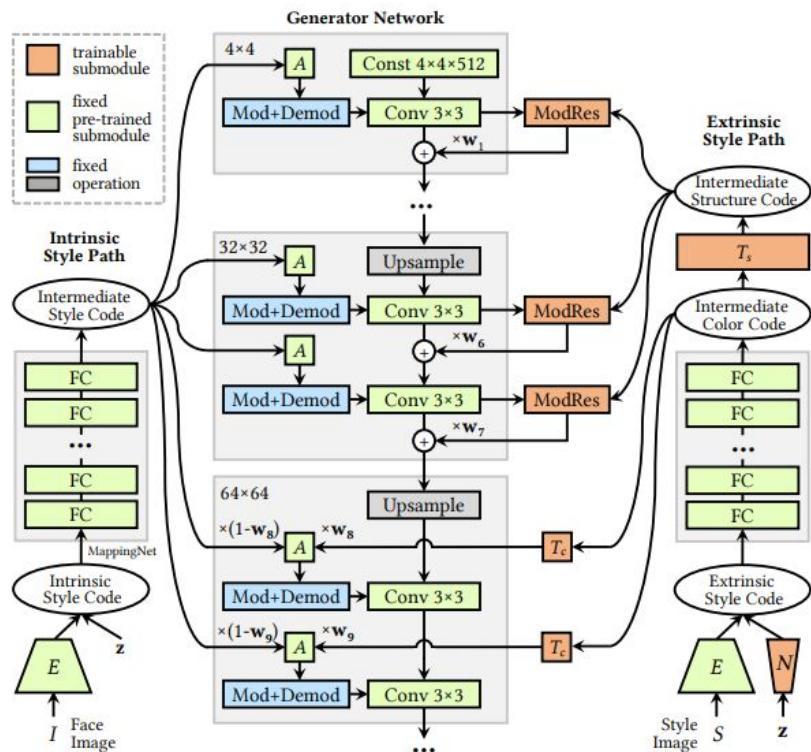 Generator Network
trainable
submodule
fixed
pre-trained
submodule
fixed
operation
4×4
A
Const 4×4×512
Mod+Demod
Conv 3×3
ModRes
×w₁
+
...
Extrinsic
Style Path
Intermediate
Structure Code
Tₛ
Intermediate
Color Code
FC
FC
...
FC
FC
Extrinsic
Style Code
E
N
Style
Image
S
z
Intrinsic
Style Path
Intermediate
Style Code
FC
FC
...
FC
FC
MappingNet
Intrinsic
Style Code
z
E
I
Face
Image
32×32
A
Upsample
Mod+Demod
Conv 3×3
ModRes
×w₆
+
A
Mod+Demod
Conv 3×3
ModRes
×w₇
+
64×64
Upsample
×(1-w₈)
A
×w₈
T꜀
Mod+Demod
Conv 3×3
×(1-w₉)
A
×w₉
T꜀
Mod+Demod
Conv 3×3
...